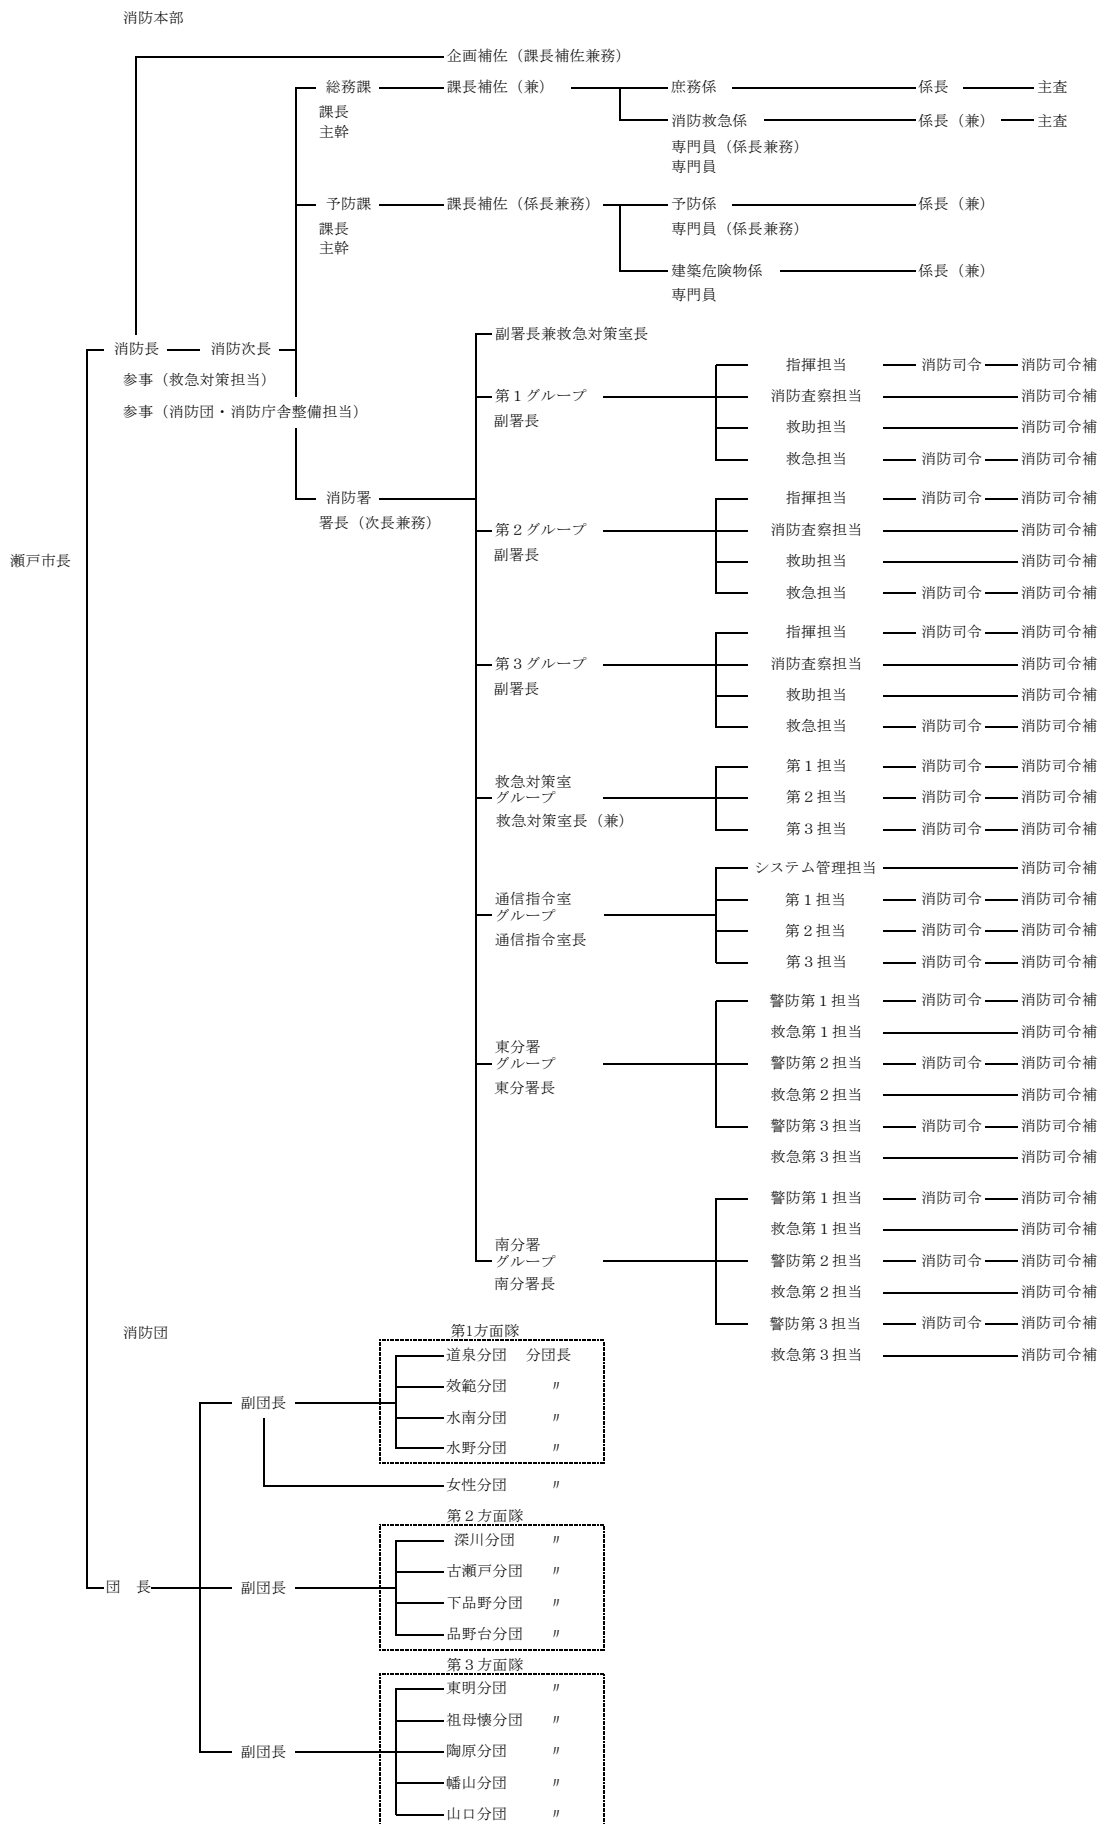 消防本部
企画補佐（課長補佐兼務）
総務課 課長補佐（兼） 庶務係 係長 主査
課長
主幹
消防救急係 係長（兼） 主査
専門員（係長兼務）
専門員
予防課 課長補佐（係長兼務） 予防係 係長（兼）
課長
主幹
専門員（係長兼務）
建築危険物係 係長（兼）
専門員
消防長 消防次長
参事（救急対策担当）
参事（消防団・消防庁舎整備担当）
消防署
署長（次長兼務）
瀬戸市長
副署長兼救急対策室長
指揮担当 消防司令 消防司令補
第１グループ 消防査察担当 消防司令補
副署長
救助担当 消防司令補
救急担当 消防司令 消防司令補
指揮担当 消防司令 消防司令補
第２グループ 消防査察担当 消防司令補
副署長
救助担当 消防司令補
救急担当 消防司令 消防司令補
指揮担当 消防司令 消防司令補
第３グループ 消防査察担当 消防司令補
副署長
救助担当 消防司令補
救急担当 消防司令 消防司令補
第１担当 消防司令 消防司令補
救急対策室
グループ 第２担当 消防司令 消防司令補
救急対策室長（兼）
第３担当 消防司令 消防司令補
システム管理担当 消防司令補
通信指令室
グループ
通信指令室長
第１担当 消防司令 消防司令補
第２担当 消防司令 消防司令補
第３担当 消防司令 消防司令補
警防第１担当 消防司令 消防司令補
救急第１担当 消防司令補
東分署
グループ 警防第２担当 消防司令 消防司令補
東分署長
救急第２担当 消防司令補
警防第３担当 消防司令 消防司令補
救急第３担当 消防司令補
警防第１担当 消防司令 消防司令補
救急第１担当 消防司令補
南分署
グループ 警防第２担当 消防司令 消防司令補
南分署長
救急第２担当 消防司令補
警防第３担当 消防司令 消防司令補
救急第３担当 消防司令補
消防団
第1方面隊
道泉分団 分団長
効範分団 〃
副団長
水南分団 〃
水野分団 〃
女性分団 〃
第２方面隊
深川分団 〃
古瀬戸分団 〃
団　長 副団長
下品野分団 〃
品野台分団 〃
第３方面隊
東明分団 〃
祖母懐分団 〃
副団長 陶原分団 〃
幡山分団 〃
山口分団 〃